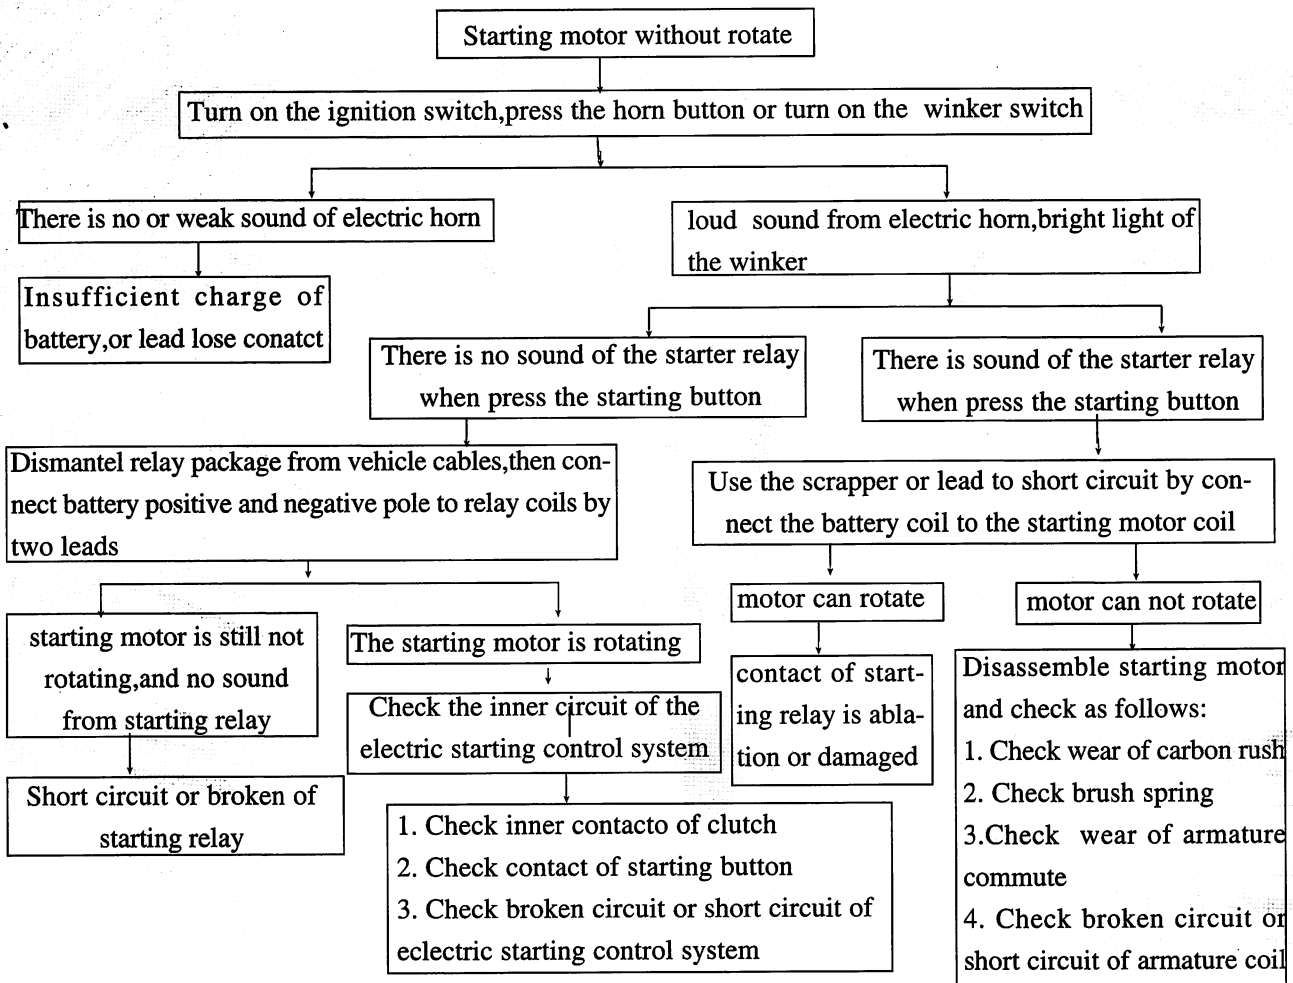 Starting motor without rotate
Turn on the ignition switch,press the horn button or turn on the winker switch
There is no or weak sound of electric horn
Insufficient charge of
battery,or lead lose conatct
loud sound from electric horn,bright light of
the winker
There is no sound of the starter relay
when press the starting button
There is sound of the starter relay
when press the starting button
Dismantel relay package from vehicle cables,then con-
nect battery positive and negative pole to relay coils by
two leads
Use the scrapper or lead to short circuit by con-
nect the battery coil to the starting motor coil
starting motor is still not
rotating,and no sound
from starting relay
Short circuit or broken of
starting relay
The starting motor is rotating
Check the inner circuit of the
electric starting control system
1. Check inner contacto of clutch
2. Check contact of starting button
3. Check broken circuit or short circuit of
eclectric starting control system
motor can rotate
contact of start-
ing relay is abla-
tion or damaged
motor can not rotate
Disassemble starting motor
and check as follows:
1. Check wear of carbon rush
2. Check brush spring
3.Check wear of armature
commute
4. Check broken circuit or
short circuit of armature coil